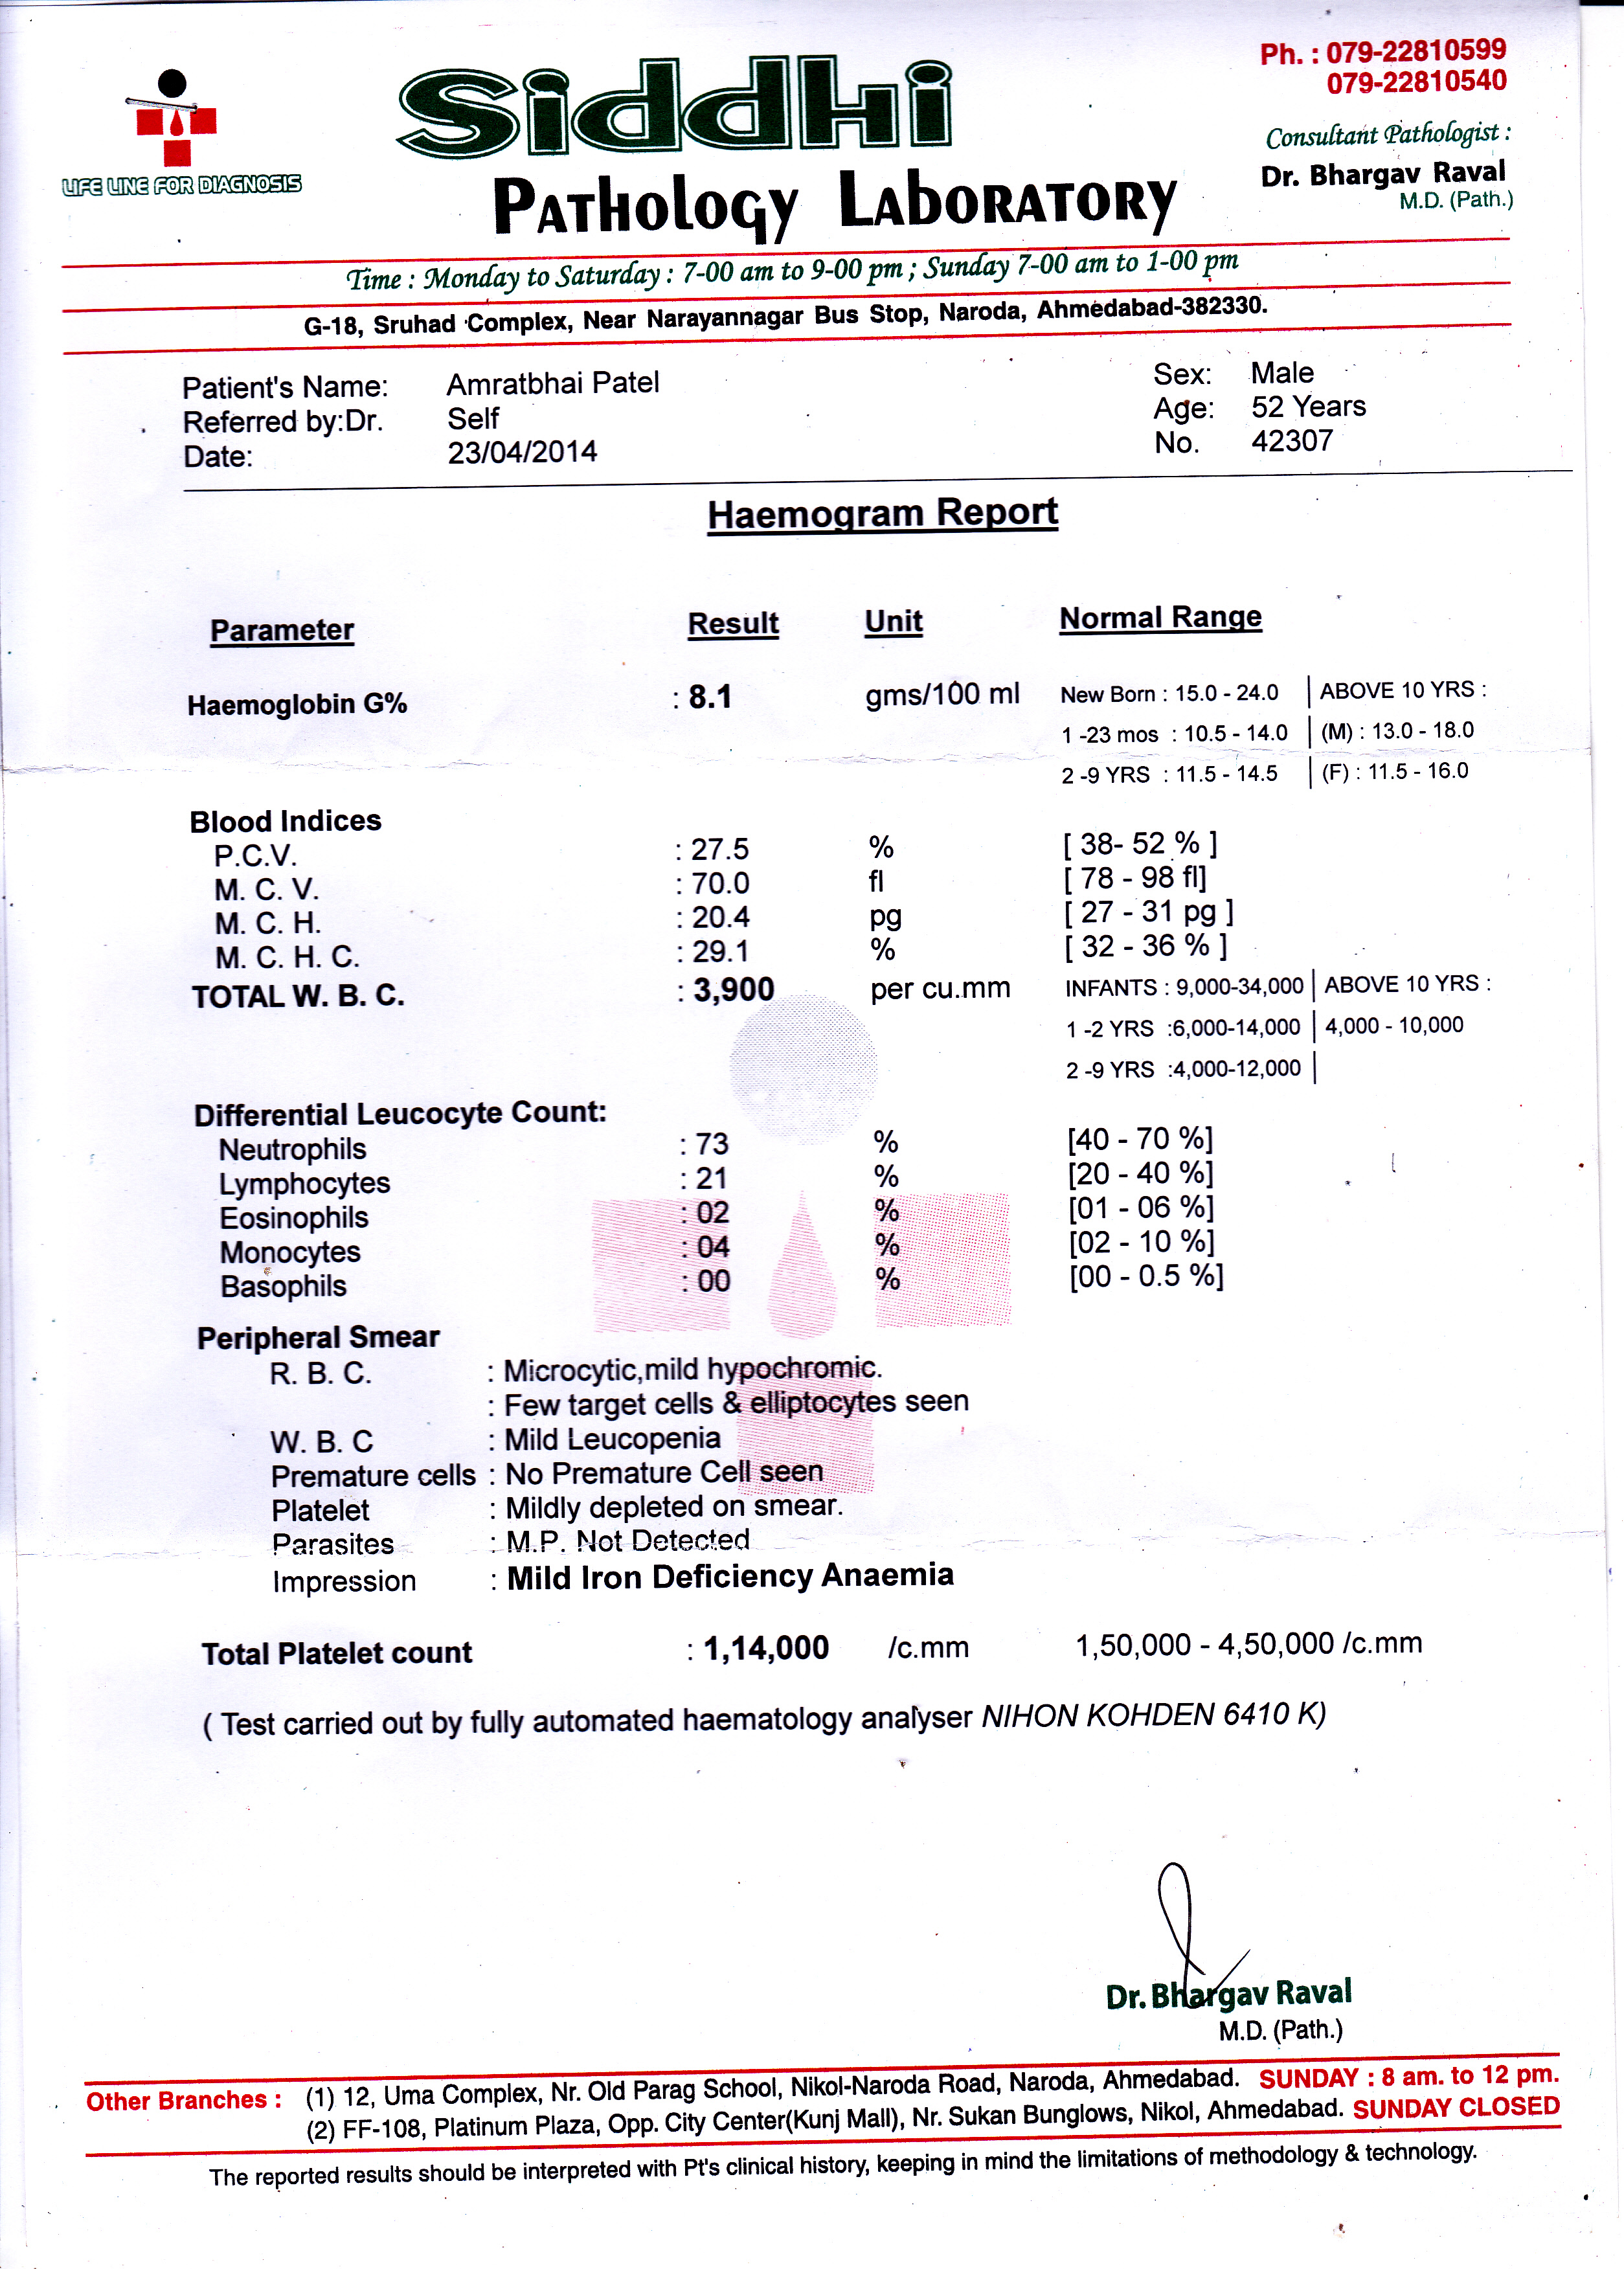 Siddhi
Pathology Laboratory
LIFE LINE FOR DIAGNOSIS
Ph. : 079-22810599
079-22810540
Consultant Pathologist :
Dr. Bhargav Raval
M.D. (Path.)
Time : Monday to Saturday : 7-00 am to 9-00 pm ; Sunday 7-00 am to 1-00 pm
G-18, Sruhad Complex, Near Narayannagar Bus Stop, Naroda, Ahmedabad-382330.
Patient's Name: Amratbhai Patel Sex: Male
Referred by:Dr. Self Age: 52 Years
Date: 23/04/2014 No. 42307
Haemogram Report
Parameter Result Unit Normal Range
Haemoglobin G% : 8.1 gms/100 ml New Born : 15.0 - 24.0 | ABOVE 10 YRS :
1 -23 mos : 10.5 - 14.0 | (M) : 13.0 - 18.0
2 -9 YRS : 11.5 - 14.5 | (F) : 11.5 - 16.0
Blood Indices
P.C.V. : 27.5 % [ 38- 52 % ]
M. C. V. : 70.0 fl [ 78 - 98 fl]
M. C. H. : 20.4 pg [ 27 - 31 pg ]
M. C. H. C. : 29.1 % [ 32 - 36 % ]
TOTAL W. B. C. : 3,900 per cu.mm INFANTS : 9,000-34,000 | ABOVE 10 YRS :
1 -2 YRS :6,000-14,000 | 4,000 - 10,000
2 -9 YRS :4,000-12,000 |
Differential Leucocyte Count:
Neutrophils : 73 % [40 - 70 %]
Lymphocytes : 21 % [20 - 40 %]
Eosinophils : 02 % [01 - 06 %]
Monocytes : 04 % [02 - 10 %]
Basophils : 00 % [00 - 0.5 %]
Peripheral Smear
R. B. C. : Microcytic,mild hypochromic.
: Few target cells & elliptocytes seen
W. B. C : Mild Leucopenia
Premature cells : No Premature Cell seen
Platelet : Mildly depleted on smear.
Parasites : M.P. Not Detected
Impression : Mild Iron Deficiency Anaemia
Total Platelet count : 1,14,000 /c.mm 1,50,000 - 4,50,000 /c.mm
( Test carried out by fully automated haematology analyser NIHON KOHDEN 6410 K)
Dr. Bhargav Raval
M.D. (Path.)
Other Branches : (1) 12, Uma Complex, Nr. Old Parag School, Nikol-Naroda Road, Naroda, Ahmedabad. SUNDAY : 8 am. to 12 pm.
(2) FF-108, Platinum Plaza, Opp. City Center(Kunj Mall), Nr. Sukan Bunglows, Nikol, Ahmedabad. SUNDAY CLOSED
The reported results should be interpreted with Pt's clinical history, keeping in mind the limitations of methodology & technology.